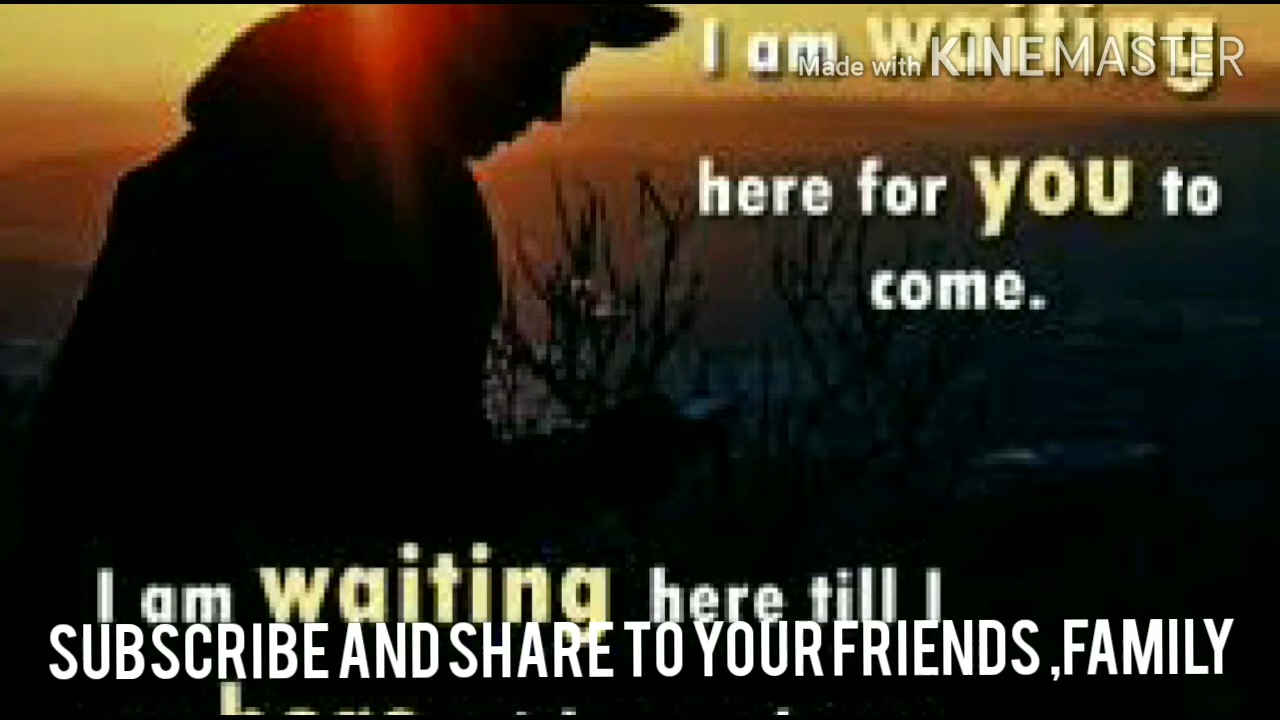 I am waiting
Made with KINEMASTER
here for you to
come.
I am waiting here till I
SUBSCRIBE AND SHARE TO YOUR FRIENDS ,FAMILY